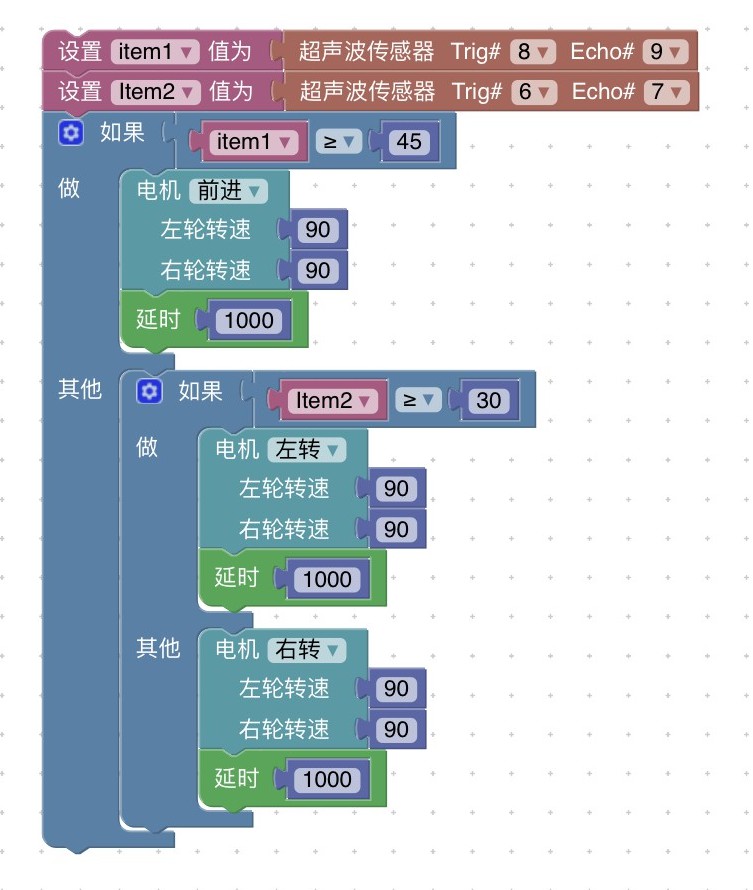 设置 item1 ▼ 值为 超声波传感器 Trig# 8 ▼ Echo# 9 ▼
设置 Item2 ▼ 值为 超声波传感器 Trig# 6 ▼ Echo# 7 ▼
如果 item1 ▼ ≥ ▼ 45
做 电机 前进 ▼
左轮转速 90
右轮转速 90
延时 1000
其他 如果 Item2 ▼ ≥ ▼ 30
做 电机 左转 ▼
左轮转速 90
右轮转速 90
延时 1000
其他 电机 右转 ▼
左轮转速 90
右轮转速 90
延时 1000